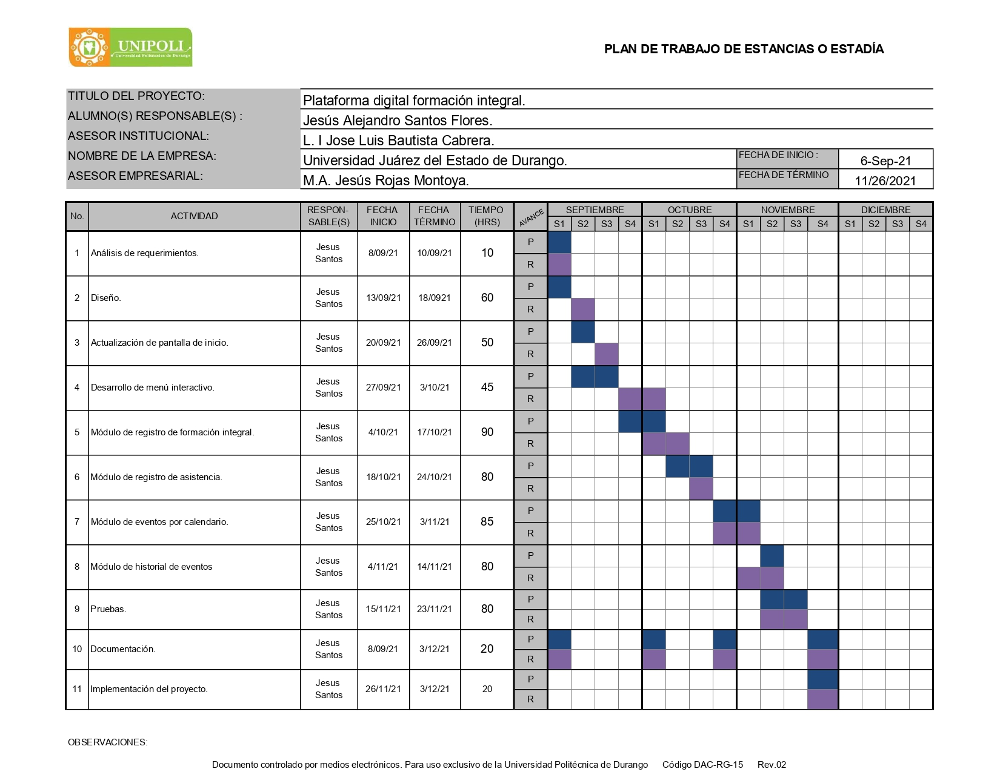 UNIPOLI
Universidad Politécnica de Durango
PLAN DE TRABAJO DE ESTANCIAS O ESTADÍA
TITULO DEL PROYECTO: Plataforma digital formación integral.
ALUMNO(S) RESPONSABLE(S) : Jesús Alejandro Santos Flores.
ASESOR INSTITUCIONAL: L. I Jose Luis Bautista Cabrera.
NOMBRE DE LA EMPRESA: Universidad Juárez del Estado de Durango. FECHA DE INICIO : 6-Sep-21
ASESOR EMPRESARIAL: M.A. Jesús Rojas Montoya. FECHA DE TÉRMINO 11/26/2021
No. ACTIVIDAD RESPON- SABLE(S) FECHA INICIO FECHA TÉRMINO TIEMPO (HRS) AVANCE SEPTIEMBRE OCTUBRE NOVIEMBRE DICIEMBRE
S1 S2 S3 S4 S1 S2 S3 S4 S1 S2 S3 S4 S1 S2 S3 S4
1 Análisis de requerimientos. Jesus Santos 8/09/21 10/09/21 10 P
R
2 Diseño. Jesus Santos 13/09/21 18/0921 60 P
R
3 Actualización de pantalla de inicio. Jesus Santos 20/09/21 26/09/21 50 P
R
4 Desarrollo de menú interactivo. Jesus Santos 27/09/21 3/10/21 45 P
R
5 Módulo de registro de formación integral. Jesus Santos 4/10/21 17/10/21 90 P
R
6 Módulo de registro de asistencia. Jesus Santos 18/10/21 24/10/21 80 P
R
7 Módulo de eventos por calendario. Jesus Santos 25/10/21 3/11/21 85 P
R
8 Módulo de historial de eventos Jesus Santos 4/11/21 14/11/21 80 P
R
9 Pruebas. Jesus Santos 15/11/21 23/11/21 80 P
R
10 Documentación. Jesus Santos 8/09/21 3/12/21 20 P
R
11 Implementación del proyecto. Jesus Santos 26/11/21 3/12/21 20 P
R
OBSERVACIONES:
Documento controlado por medios electrónicos. Para uso exclusivo de la Universidad Politécnica de Durango Código DAC-RG-15 Rev.02